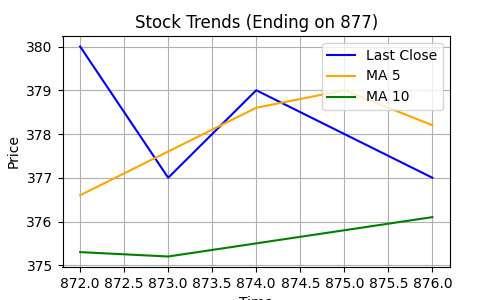 Stock Trends (Ending on 877)
Last Close
MA 5
MA 10
Price
380
379
378
377
376
375
872.0 872.5 873.0 873.5 874.0 874.5 875.0 875.5 876.0
Time